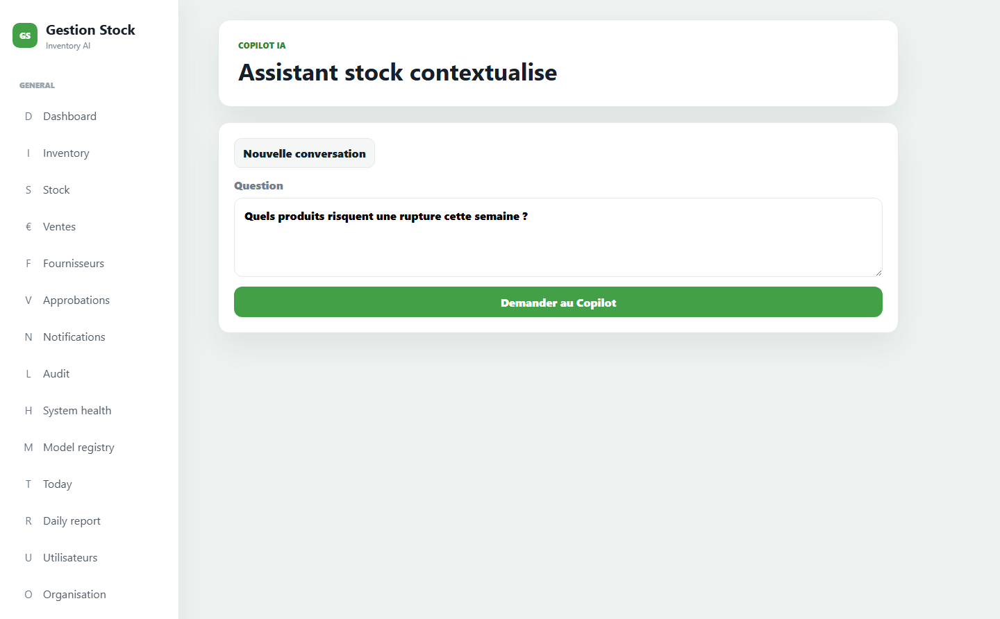 GS
Gestion Stock
Inventory AI
GENERAL
D Dashboard
I Inventory
S Stock
€ Ventes
F Fournisseurs
V Approbations
N Notifications
L Audit
H System health
M Model registry
T Today
R Daily report
U Utilisateurs
O Organisation
COPILOT IA
Assistant stock contextualise
Nouvelle conversation
Question
Quels produits risquent une rupture cette semaine ?
Demander au Copilot